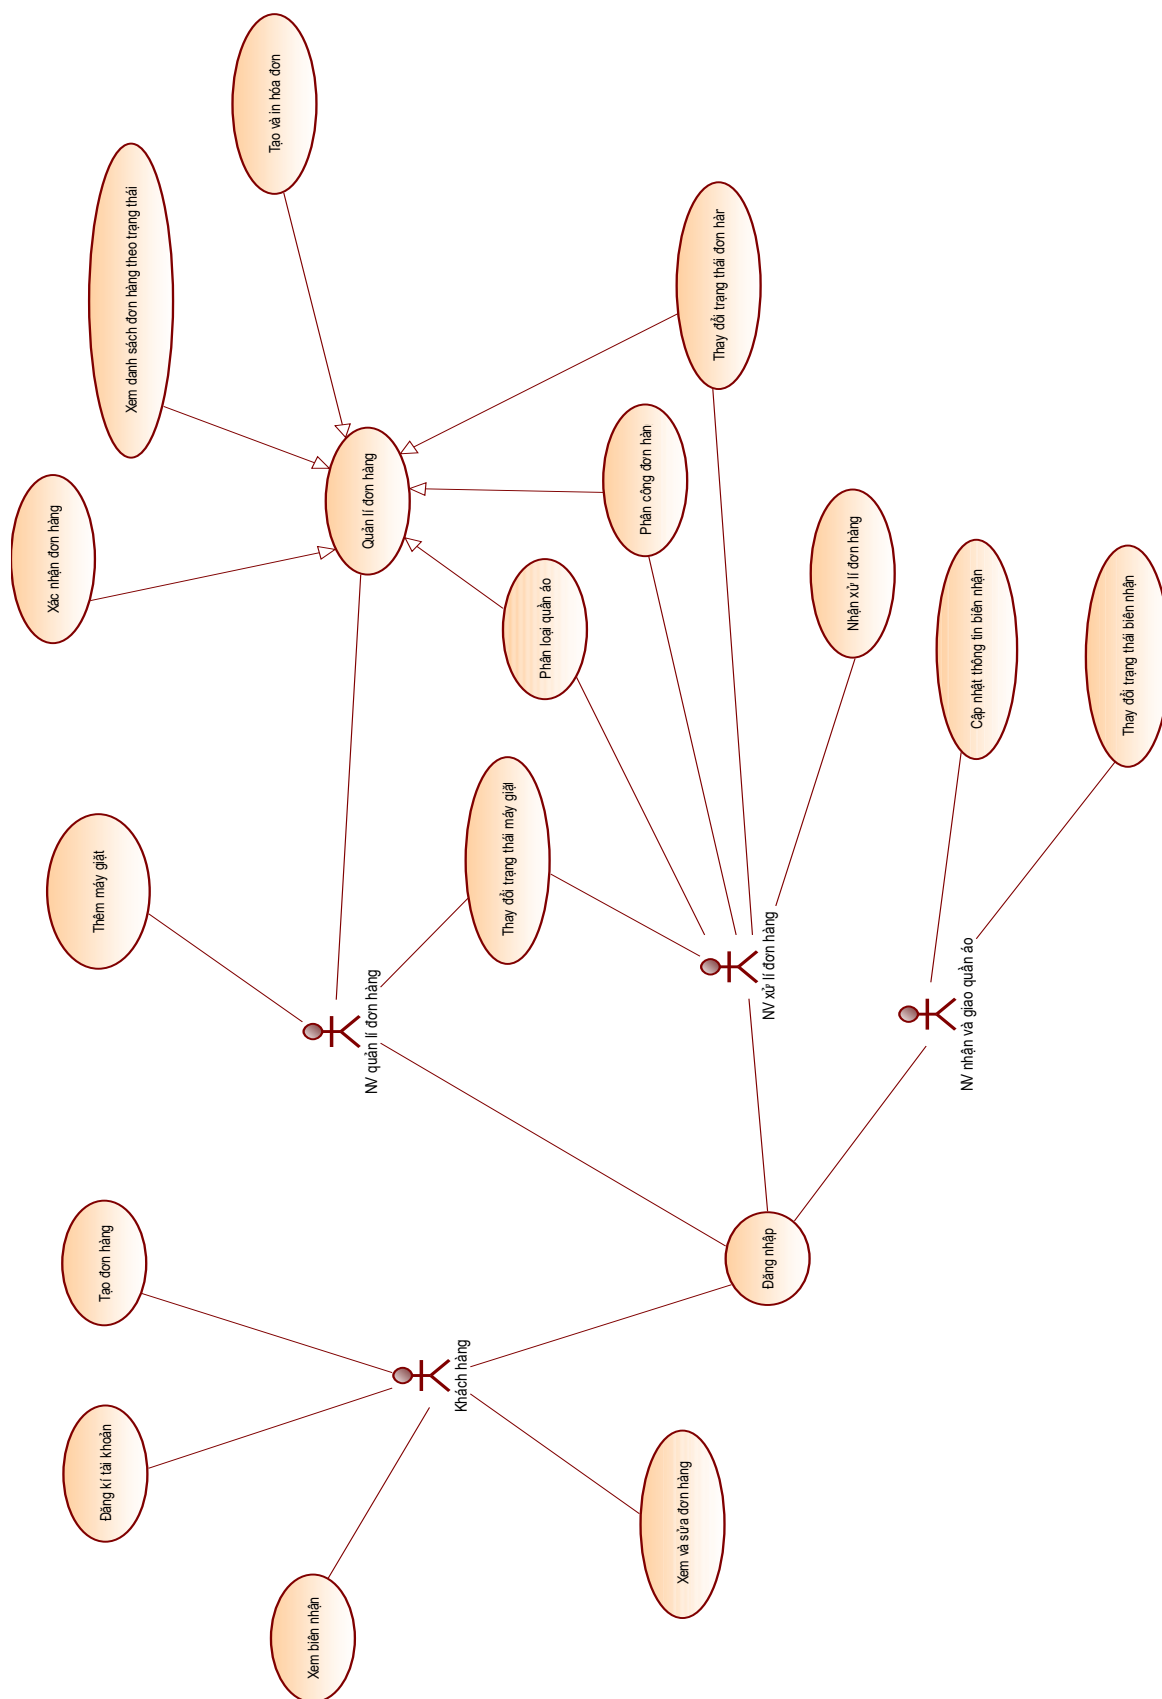 Đăng kí tài khoản
Tạo đơn hàng
Thêm máy giặt
Xác nhận đơn hàng
Xem danh sách đơn hàng theo trạng thái
Tạo và in hóa đơn
Xem biên nhận
NV quản lí đơn hàng
Quản lí đơn hàng
Khách hàng
Thay đổi trạng thái máy giặt
Phân loại quần áo
Phân công đơn hàn
Xem và sửa đơn hàng
Thay đổi trạng thái đơn hàr
Đăng nhập
NV xử lí đơn hàng
Nhận xử lí đơn hàng
NV nhận và giao quần áo
Cập nhật thông tin biên nhận
Thay đổi trạng thái biên nhận